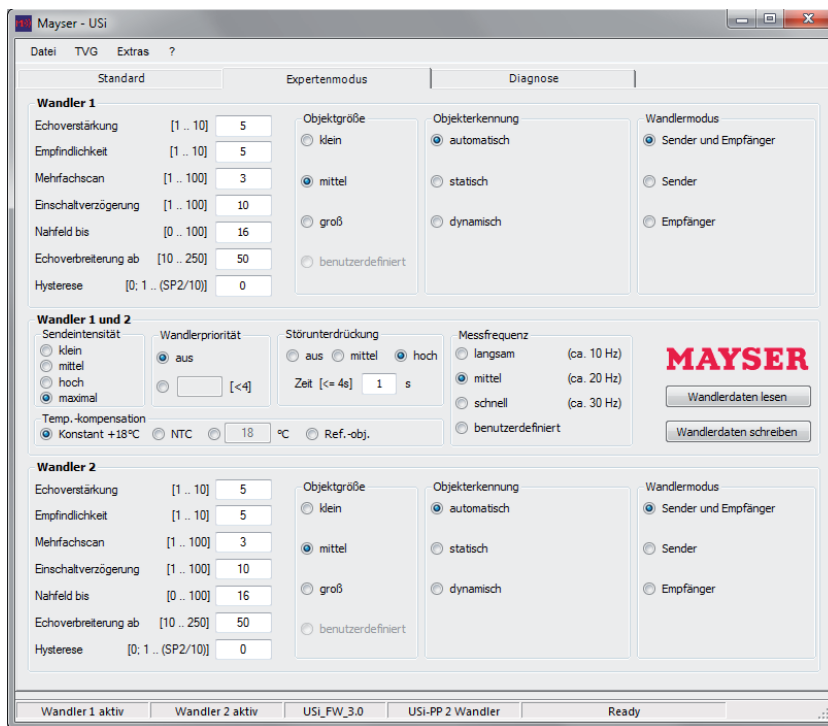 Mayser - USi
Datei TVG Extras ?
Standard Expertenmodus Diagnose
Wandler 1
Echoverstärkung [1 .. 10] 5
Empfindlichkeit [1 .. 10] 5
Mehrfachscan [1 .. 100] 3
Einschaltverzögerung [1 .. 100] 10
Nahfeld bis [0 .. 100] 16
Echoverbreiterung ab [10 .. 250] 50
Hysterese [0; 1 .. (SP2/10)] 0
Objektgröße
klein
mittel
groß
benutzerdefiniert
Objekterkennung
automatisch
statisch
dynamisch
Wandlermodus
Sender und Empfänger
Sender
Empfänger
Wandler 1 und 2
Sendeintensität
klein
mittel
hoch
maximal
Wandlerpriorität
aus
[<4]
Störunterdrückung
aus mittel hoch
Zeit [<= 4s] 1 s
Temp.-kompensation
Konstant +18°C NTC 18 °C Ref.-obj.
Messfrequenz
langsam (ca. 10 Hz)
mittel (ca. 20 Hz)
schnell (ca. 30 Hz)
benutzerdefiniert
MAYSER
Wandlerdaten lesen
Wandlerdaten schreiben
Wandler 2
Echoverstärkung [1 .. 10] 5
Empfindlichkeit [1 .. 10] 5
Mehrfachscan [1 .. 100] 3
Einschaltverzögerung [1 .. 100] 10
Nahfeld bis [0 .. 100] 16
Echoverbreiterung ab [10 .. 250] 50
Hysterese [0; 1 .. (SP2/10)] 0
Objektgröße
klein
mittel
groß
benutzerdefiniert
Objekterkennung
automatisch
statisch
dynamisch
Wandlermodus
Sender und Empfänger
Sender
Empfänger
Wandler 1 aktiv Wandler 2 aktiv USi_FW_3.0 USi-PP 2 Wandler Ready